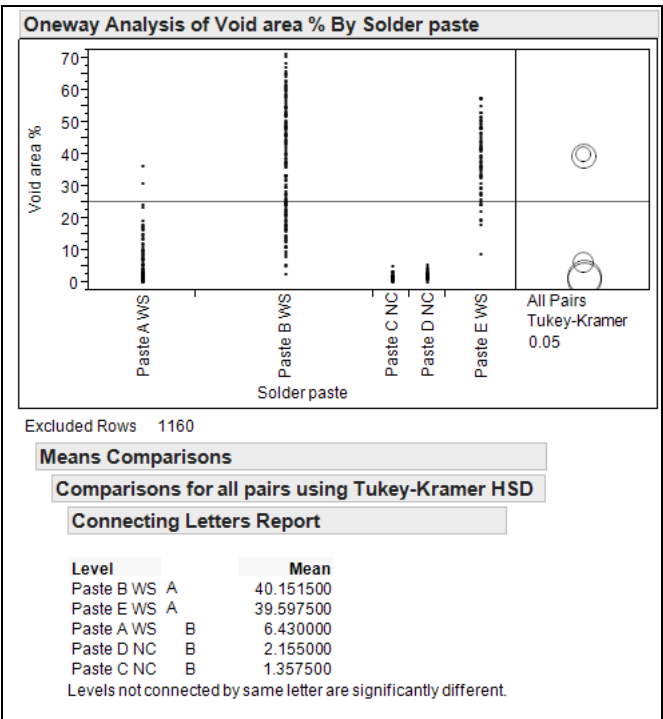 Oneway Analysis of Void area % By Solder paste
70
60
50
40
30
20
10
0
Void area %
Paste A WS
Paste B WS
Paste C NC
Paste D NC
Paste E WS
All Pairs
Tukey-Kramer
0.05
Solder paste
Excluded Rows 1160
Means Comparisons
Comparisons for all pairs using Tukey-Kramer HSD
Connecting Letters Report
Level Mean
Paste B WS A 40.151500
Paste E WS A 39.597500
Paste A WS B 6.430000
Paste D NC B 2.155000
Paste C NC B 1.357500
Levels not connected by same letter are significantly different.